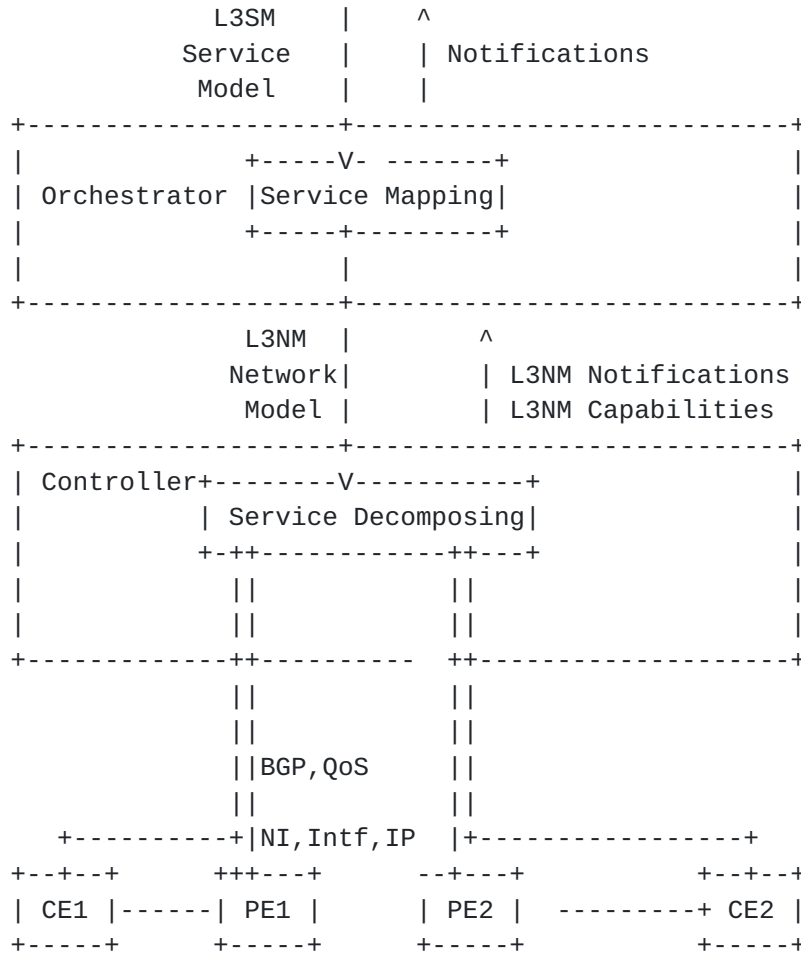 L3SM
Service Notifications
Model
Orchestrator Service Mapping
L3NM
Network L3NM Notifications
Model L3NM Capabilities
Controller
Service Decomposing
BGP,QoS
NI,Intf,IP
CE1 PE1 PE2 CE2